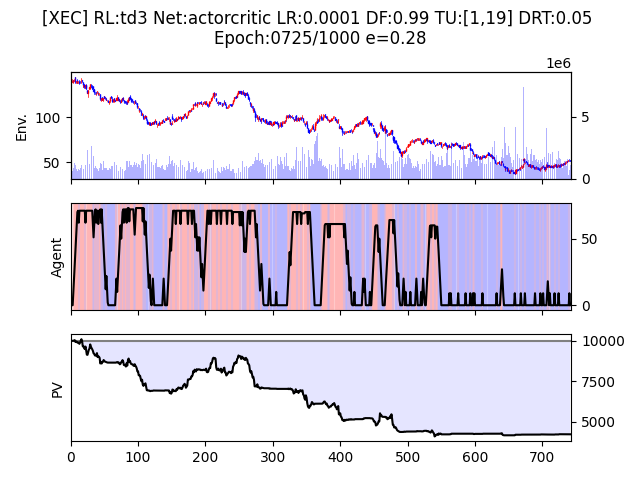 [XEC] RL:td3 Net:actorcritic LR:0.0001 DF:0.99 TU:[1,19] DRT:0.05
Epoch:0725/1000 e=0.28
1e6
Env.
100
50
5
0
Agent
50
0
PV
10000
7500
5000
0 100 200 300 400 500 600 700